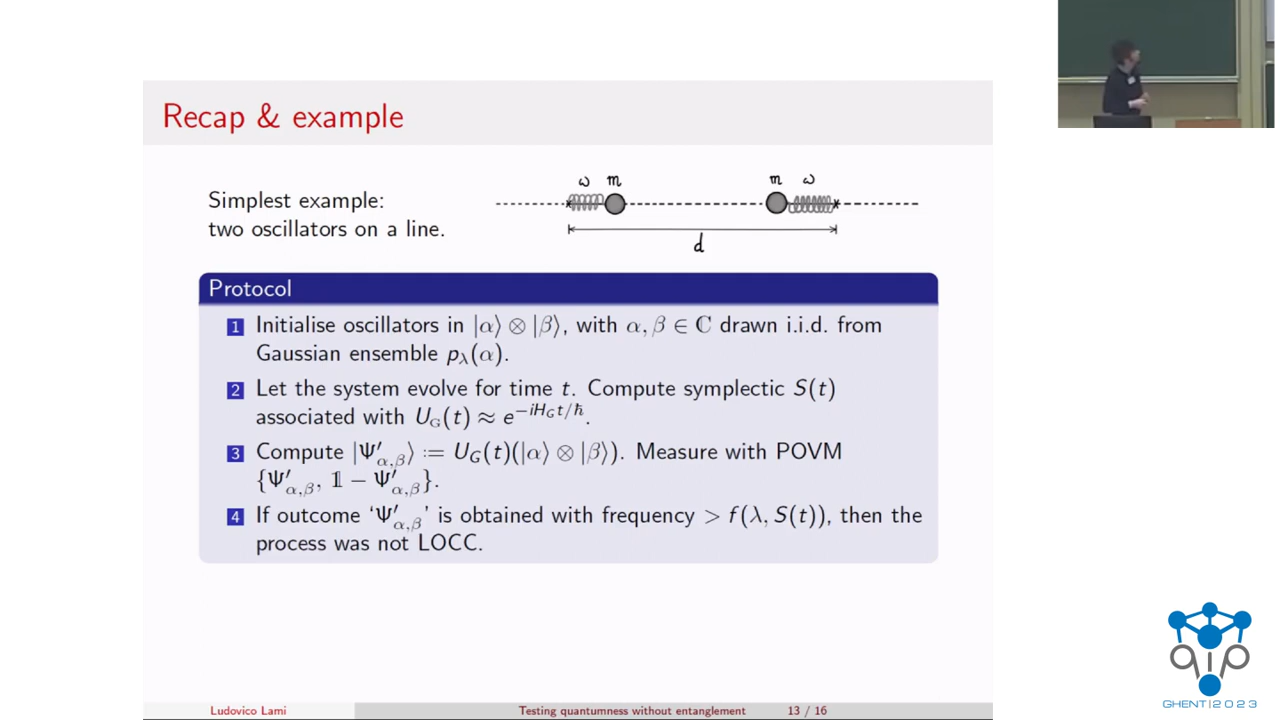 Recap & example
Simplest example:
two oscillators on a line.
ω m
m ω
d
Protocol
1 Initialise oscillators in |α⟩ ⊗ |β⟩, with α, β ∈ ℂ drawn i.i.d. from
Gaussian ensemble p_λ(α).
2 Let the system evolve for time t. Compute symplectic S(t)
associated with U_G(t) ≈ e^{−iH_G t/ħ}.
3 Compute |Ψ′_{α,β}⟩ := U_G(t)(|α⟩ ⊗ |β⟩). Measure with POVM
{Ψ′_{α,β}, 𝟙 − Ψ′_{α,β}}.
4 If outcome ‘Ψ′_{α,β}’ is obtained with frequency > f(λ, S(t)), then the
process was not LOCC.
Ludovico Lami
Testing quantumness without entanglement
13 / 16
qip
GHENT|2023